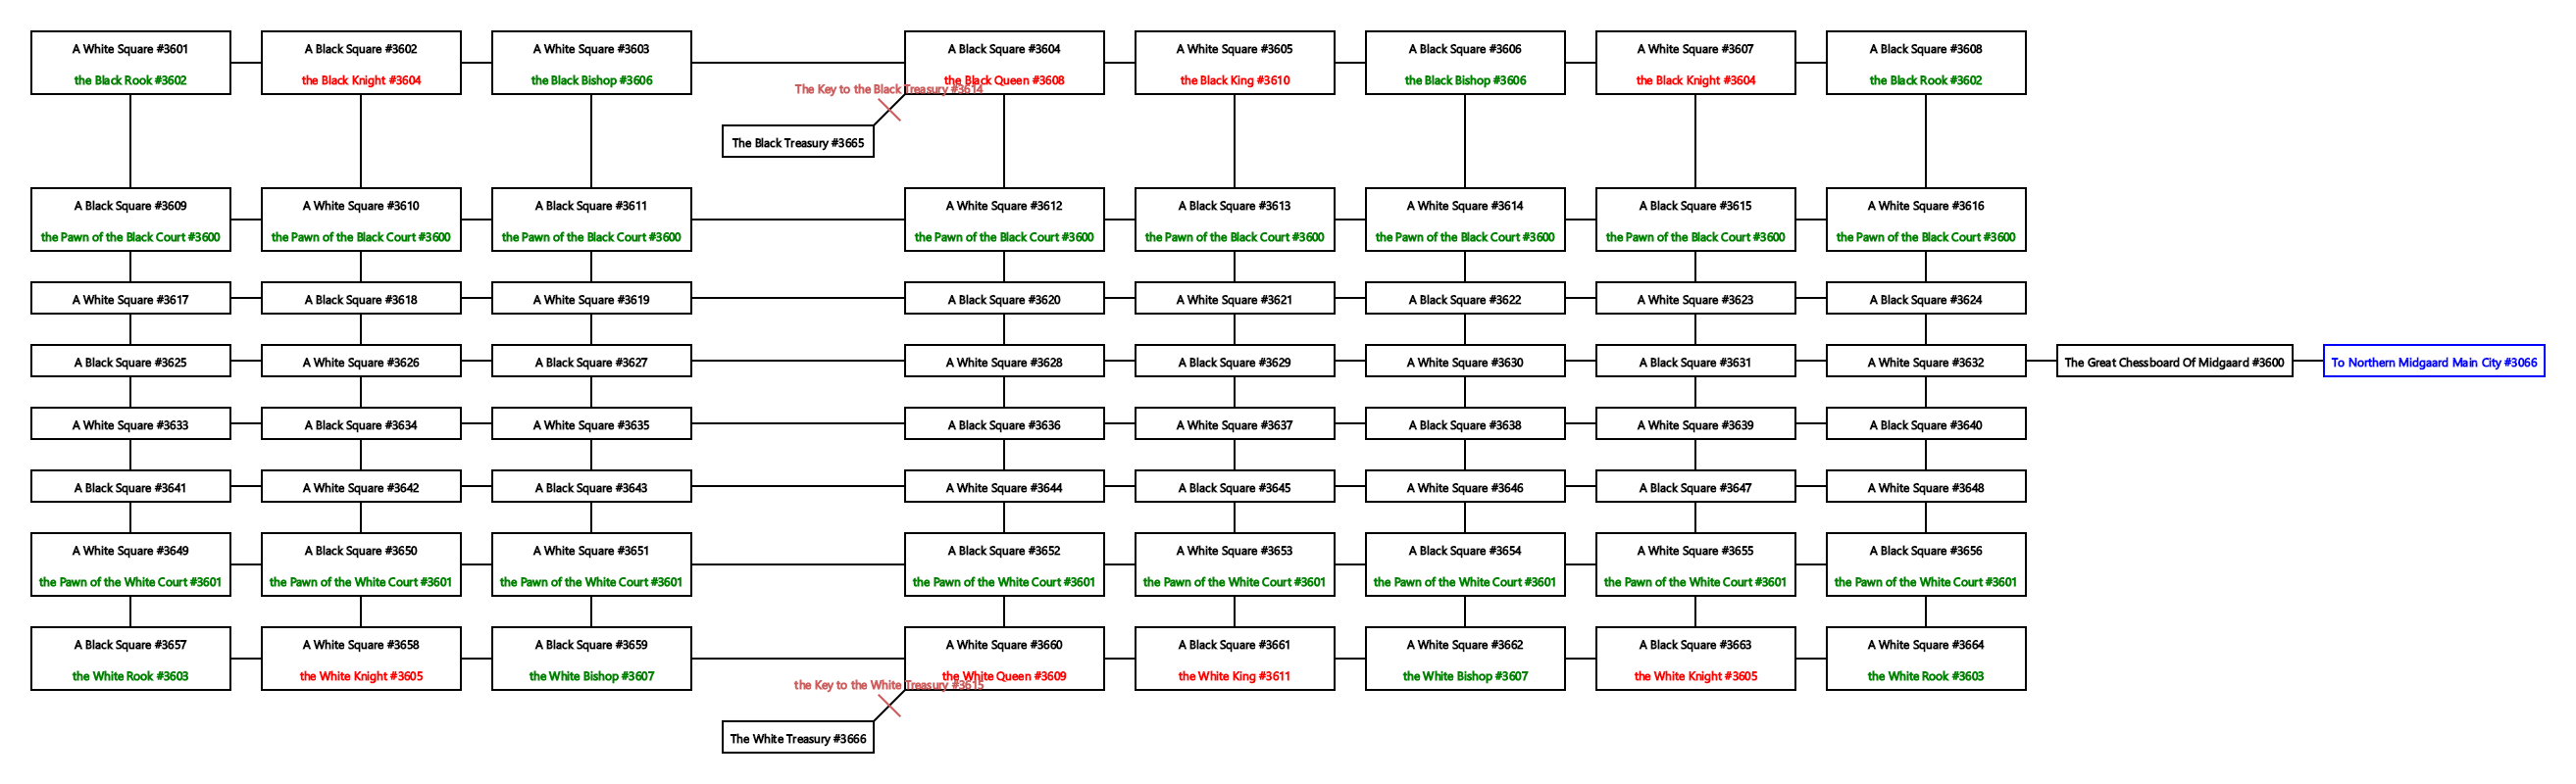 A White Square #3601
the Black Rook #3602
A Black Square #3602
the Black Knight #3604
A White Square #3603
the Black Bishop #3606
A Black Square #3604
the Black Queen #3608
A White Square #3605
the Black King #3610
A Black Square #3606
the Black Bishop #3606
A White Square #3607
the Black Knight #3604
A Black Square #3608
the Black Rook #3602
The Key to the Black Treasury #3614
The Black Treasury #3665
A Black Square #3609
the Pawn of the Black Court #3600
A White Square #3610
the Pawn of the Black Court #3600
A Black Square #3611
the Pawn of the Black Court #3600
A White Square #3612
the Pawn of the Black Court #3600
A Black Square #3613
the Pawn of the Black Court #3600
A White Square #3614
the Pawn of the Black Court #3600
A Black Square #3615
the Pawn of the Black Court #3600
A White Square #3616
the Pawn of the Black Court #3600
A White Square #3617
A Black Square #3618
A White Square #3619
A Black Square #3620
A White Square #3621
A Black Square #3622
A White Square #3623
A Black Square #3624
A Black Square #3625
A White Square #3626
A Black Square #3627
A White Square #3628
A Black Square #3629
A White Square #3630
A Black Square #3631
A White Square #3632
The Great Chessboard Of Midgaard #3600
To Northern Midgaard Main City #3066
A White Square #3633
A Black Square #3634
A White Square #3635
A Black Square #3636
A White Square #3637
A Black Square #3638
A White Square #3639
A Black Square #3640
A Black Square #3641
A White Square #3642
A Black Square #3643
A White Square #3644
A Black Square #3645
A White Square #3646
A Black Square #3647
A White Square #3648
A White Square #3649
the Pawn of the White Court #3601
A Black Square #3650
the Pawn of the White Court #3601
A White Square #3651
the Pawn of the White Court #3601
A Black Square #3652
the Pawn of the White Court #3601
A White Square #3653
the Pawn of the White Court #3601
A Black Square #3654
the Pawn of the White Court #3601
A White Square #3655
the Pawn of the White Court #3601
A Black Square #3656
the Pawn of the White Court #3601
A Black Square #3657
the White Rook #3603
A White Square #3658
the White Knight #3605
A Black Square #3659
the White Bishop #3607
A White Square #3660
the White Queen #3609
A Black Square #3661
the White King #3611
A White Square #3662
the White Bishop #3607
A Black Square #3663
the White Knight #3605
A White Square #3664
the White Rook #3603
the Key to the White Treasury #3615
The White Treasury #3666